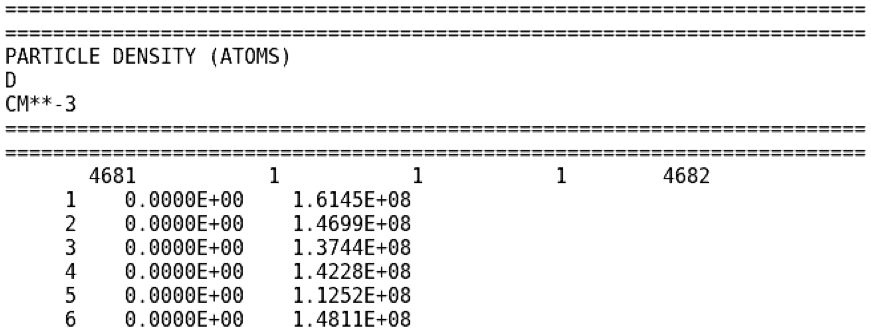 ========================================================================
========================================================================
PARTICLE DENSITY (ATOMS)
D
CM**-3
========================================================================
========================================================================
4681 1 1 1 4682
1 0.0000E+00 1.6145E+08
2 0.0000E+00 1.4699E+08
3 0.0000E+00 1.3744E+08
4 0.0000E+00 1.4228E+08
5 0.0000E+00 1.1252E+08
6 0.0000E+00 1.4811E+08